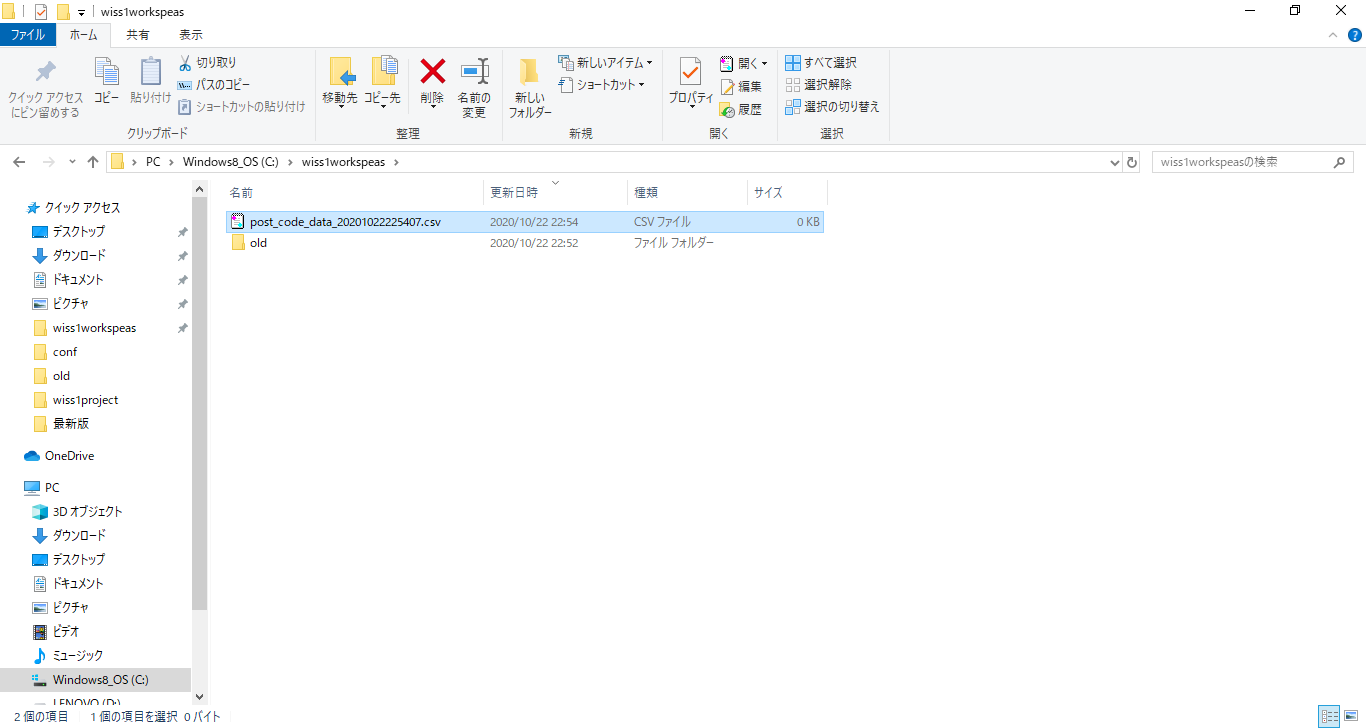 wiss1workspeas
ファイル ホーム 共有 表示
クイック アクセスにピン留めする
コピー
貼り付け
切り取り
パスのコピー
ショートカットの貼り付け
クリップボード
移動先
コピー先
削除
名前の変更
整理
新しいフォルダー
新しいアイテム
ショートカット
新規
プロパティ
開く
編集
履歴
開く
すべて選択
選択解除
選択の切り替え
選択
PC > Windows8_OS (C:) > wiss1workspeas >
wiss1workspeasの検索
クイック アクセス
デスクトップ
ダウンロード
ドキュメント
ピクチャ
wiss1workspeas
conf
old
wiss1project
最新版
OneDrive
PC
3D オブジェクト
ダウンロード
デスクトップ
ドキュメント
ピクチャ
ビデオ
ミュージック
Windows8_OS (C:)
LENOVO (D:)
名前 更新日時 種類 サイズ
post_code_data_20201022225407.csv 2020/10/22 22:54 CSV ファイル 0 KB
old 2020/10/22 22:52 ファイル フォルダー
2 個の項目 1 個の項目を選択 0 バイト